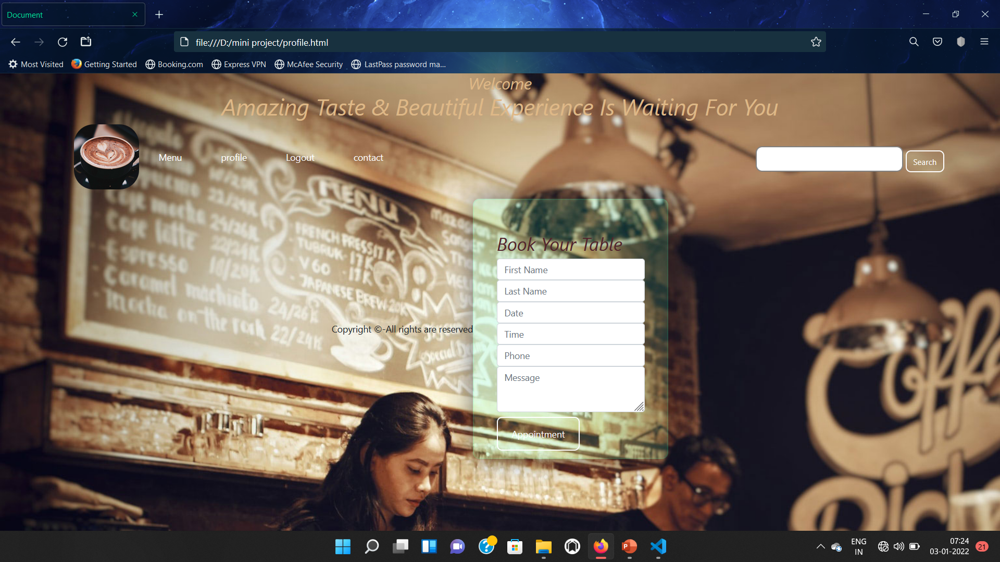 Document
file:///D:/mini project/profile.html
Most Visited
Getting Started
Booking.com
Express VPN
McAfee Security
LastPass password ma...
Welcome
Amazing Taste & Beautiful Experience Is Waiting For You
Menu
profile
Logout
contact
Search
MENU
FRENCH PRESS 17K
TUBRUK - 17K
- V60 - 17K
- JAPANESE BREW-20K
Cafe mocha 24/26K
Cafe latte 22/24K
- Espresso 18/20K
Caramel machiato 24/26K
- Mocha on the rock 22/24K
Book Your Table
First Name
Last Name
Date
Time
Phone
Message
Appointment
Copyright ©-All rights are reserved
Coffee
ENG
IN
07:24
03-01-2022
21